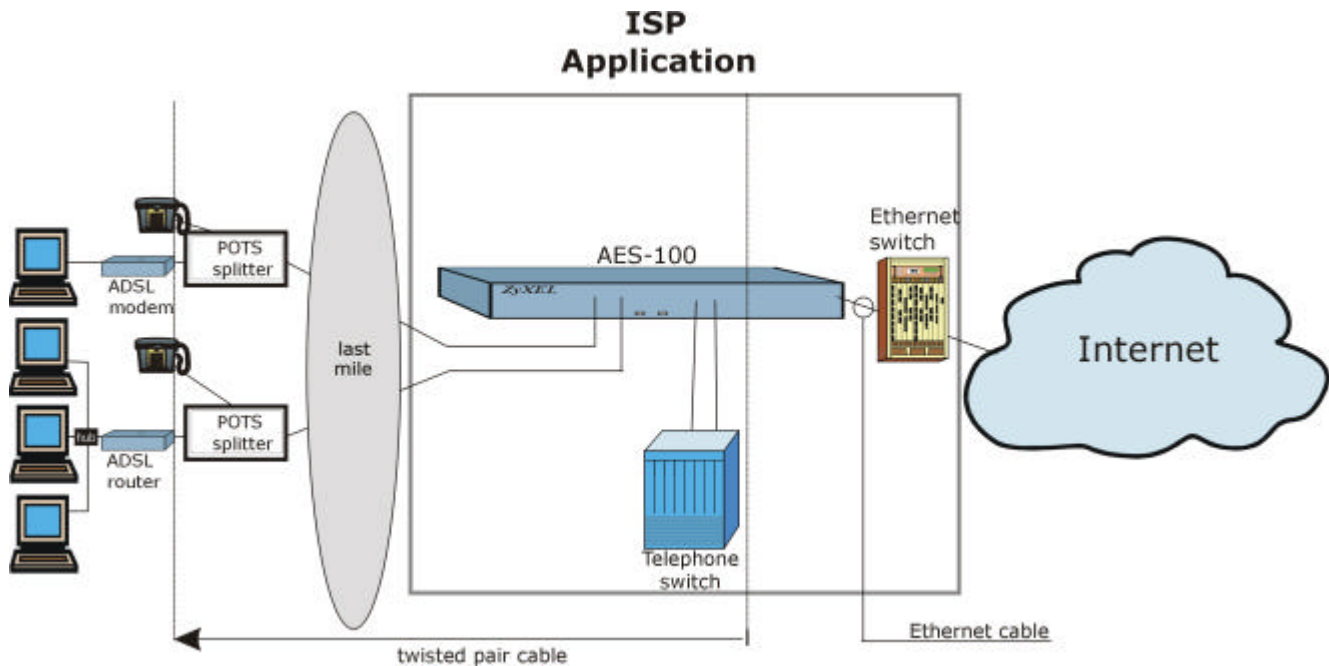 ISP
Application
POTS
splitter
ADSL
modem
POTS
splitter
hub
ADSL
router
last
mile
AES-100
ZyXEL
Ethernet
switch
Telephone
switch
Internet
Ethernet cable
twisted pair cable